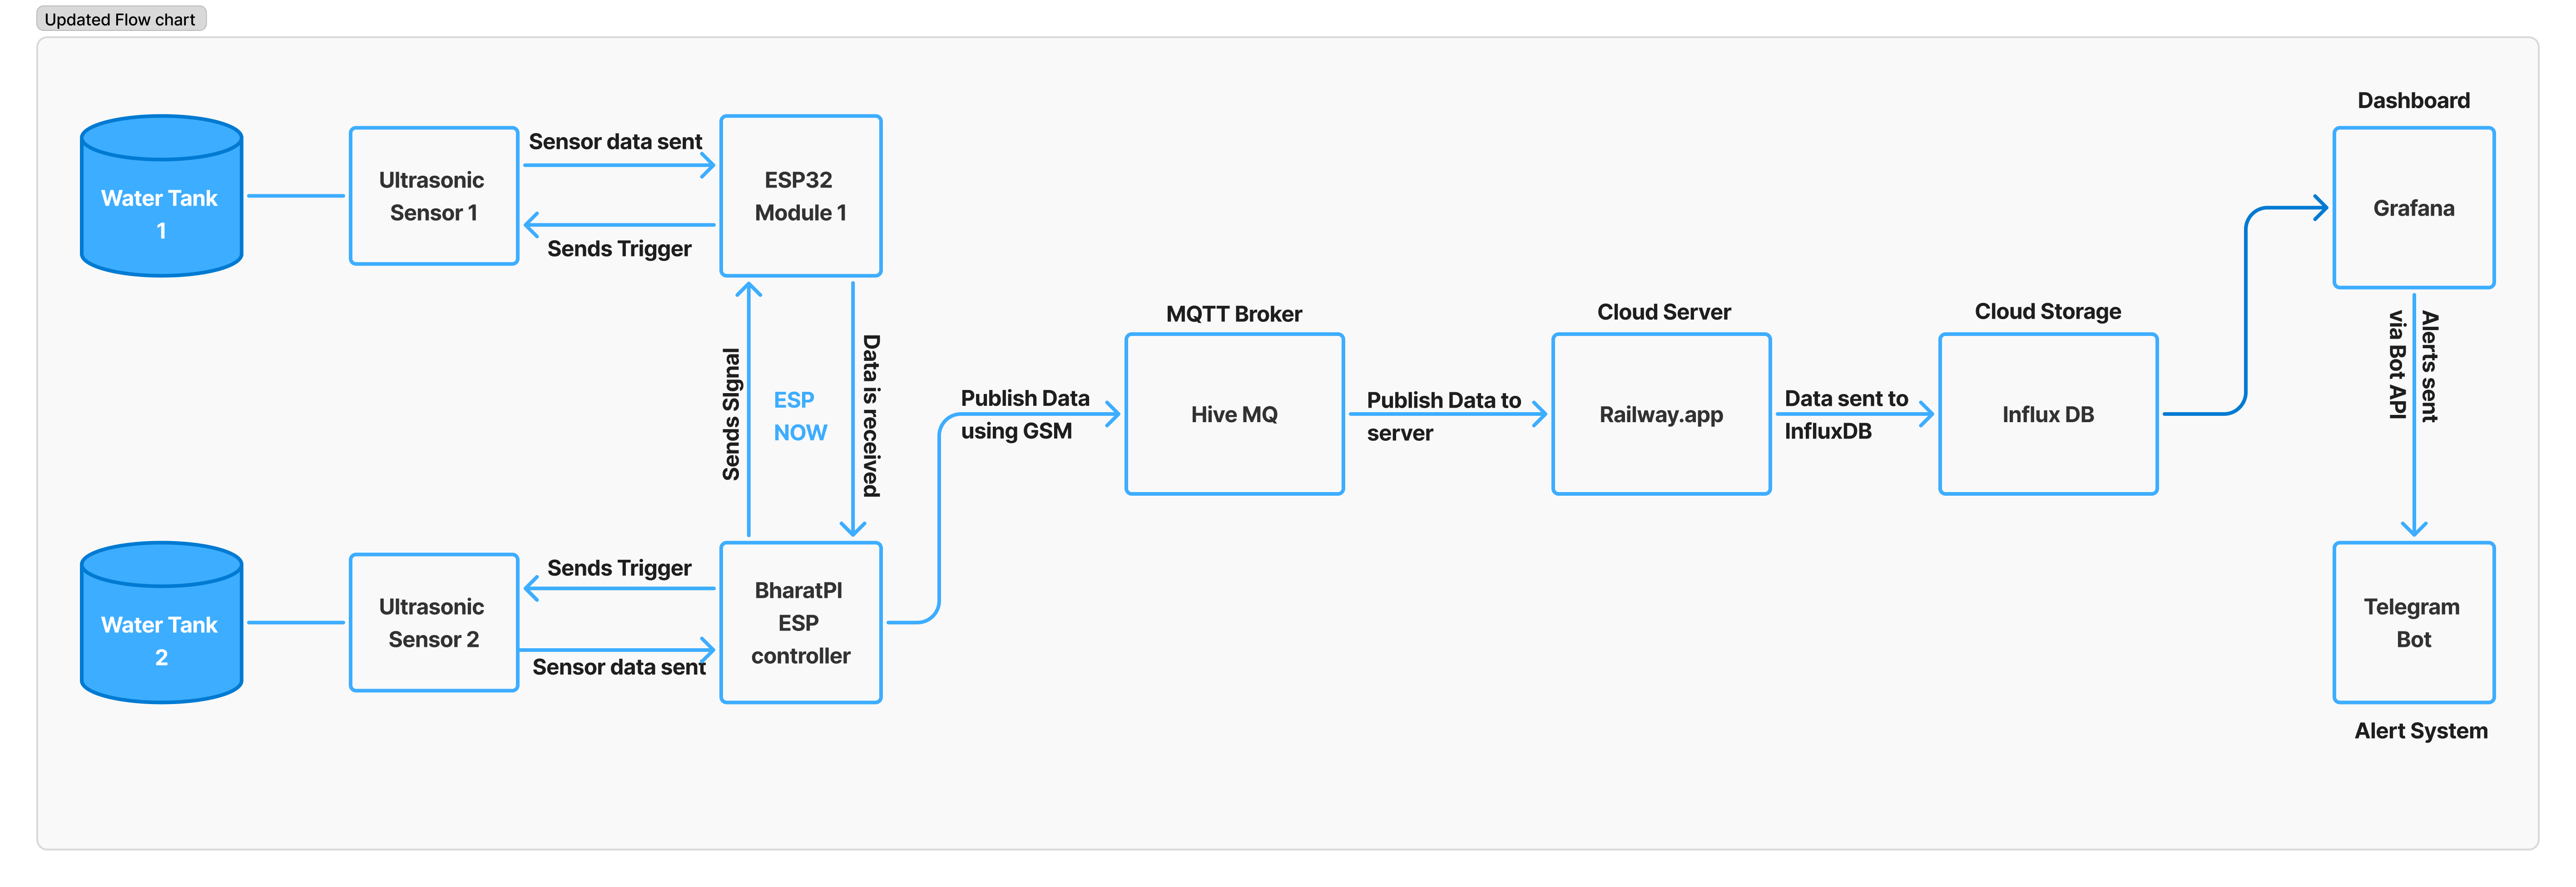 Updated Flow chart
Water Tank
1
Ultrasonic
Sensor 1
Sensor data sent
Sends Trigger
ESP32
Module 1
Sends SIgnal
ESP
NOW
Data is received
Water Tank
2
Ultrasonic
Sensor 2
Sends Trigger
Sensor data sent
BharatPI
ESP
controller
Publish Data
using GSM
MQTT Broker
Hive MQ
Publish Data to
server
Cloud Server
Railway.app
Data sent to
InfluxDB
Cloud Storage
Influx DB
Dashboard
Grafana
Alerts sent
via Bot API
Telegram
Bot
Alert System